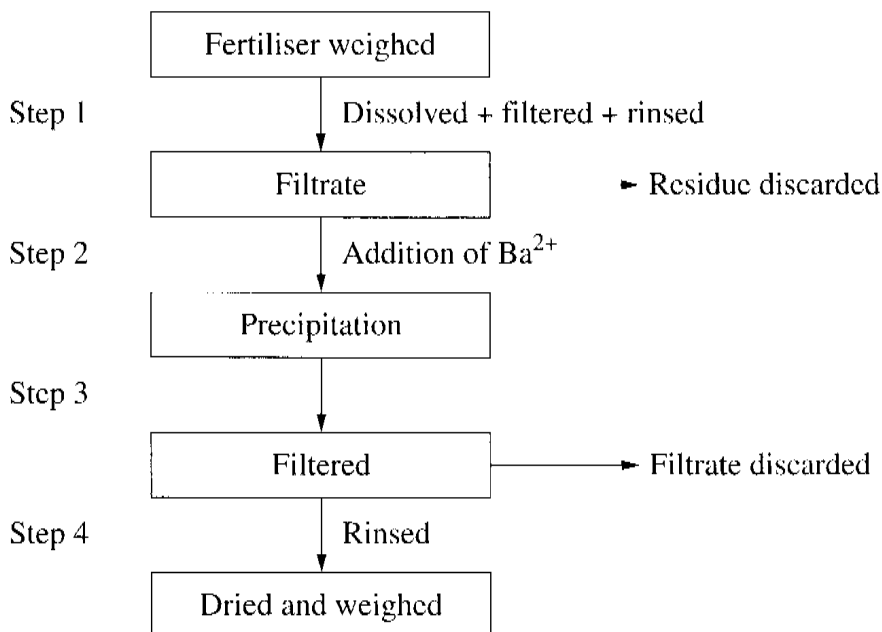 Fertiliser weighed
Step 1
Dissolved + filtered + rinsed
Filtrate
Residue discarded
Step 2
Addition of Ba²⁺
Precipitation
Step 3
Filtered
Filtrate discarded
Step 4
Rinsed
Dried and weighed